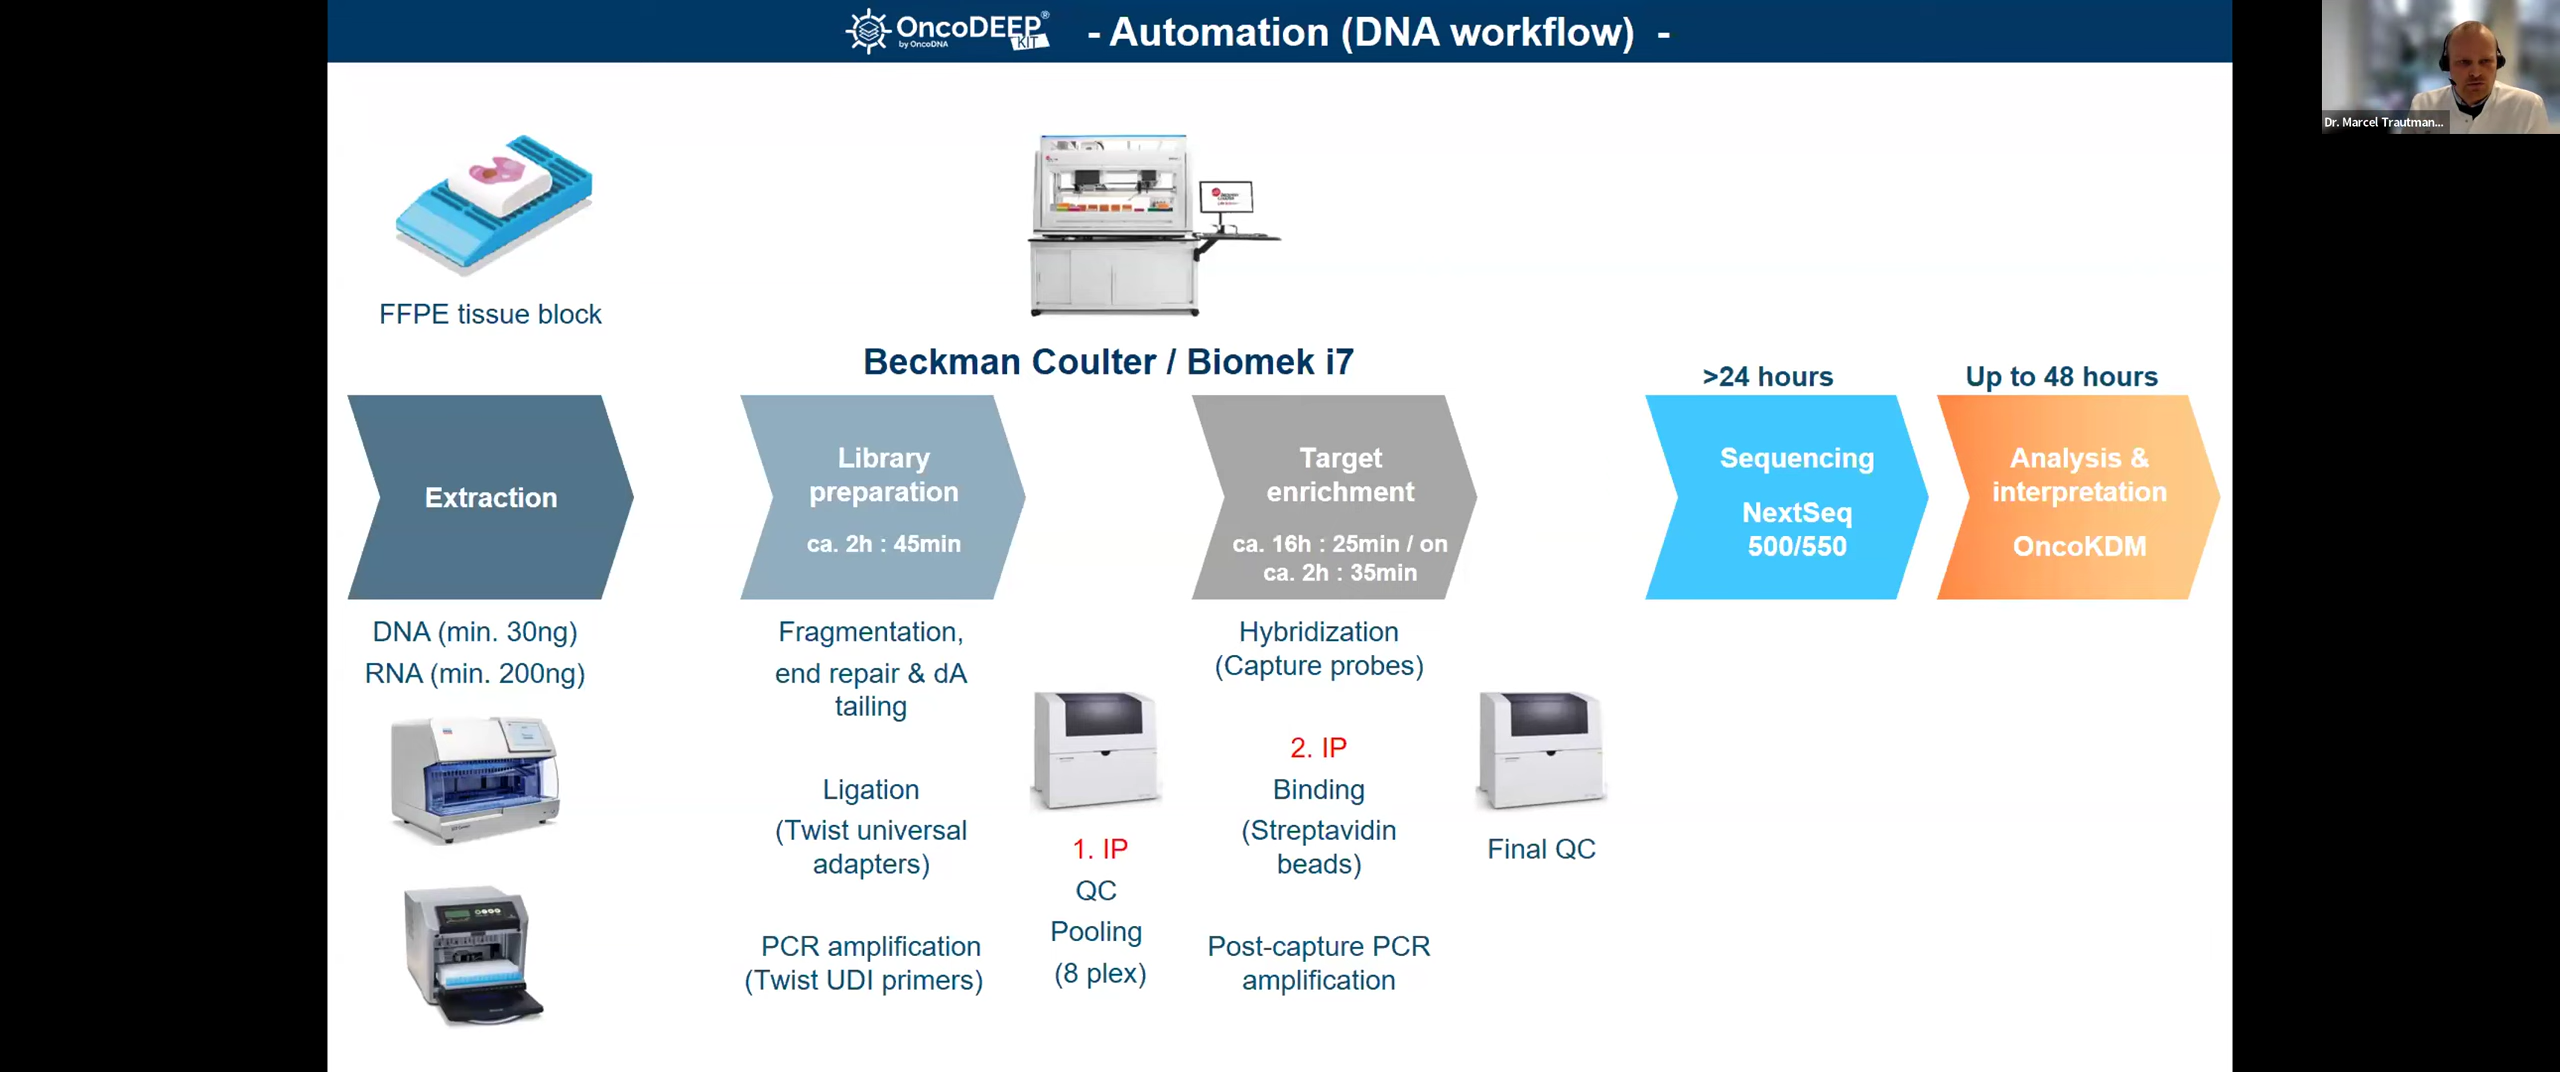 OncoDEEP®
KIT
by OncoDNA
- Automation (DNA workflow) -
Dr. Marcel Trautman...
FFPE tissue block
Beckman Coulter / Biomek i7
>24 hours
Up to 48 hours
Extraction
Library
preparation
ca. 2h : 45min
Target
enrichment
ca. 16h : 25min / on
ca. 2h : 35min
Sequencing
NextSeq
500/550
Analysis &
interpretation
OncoKDM
DNA (min. 30ng)
RNA (min. 200ng)
Fragmentation,
end repair & dA
tailing
Ligation
(Twist universal
adapters)
PCR amplification
(Twist UDI primers)
1. IP
QC
Pooling
(8 plex)
Hybridization
(Capture probes)
2. IP
Binding
(Streptavidin
beads)
Post-capture PCR
amplification
Final QC